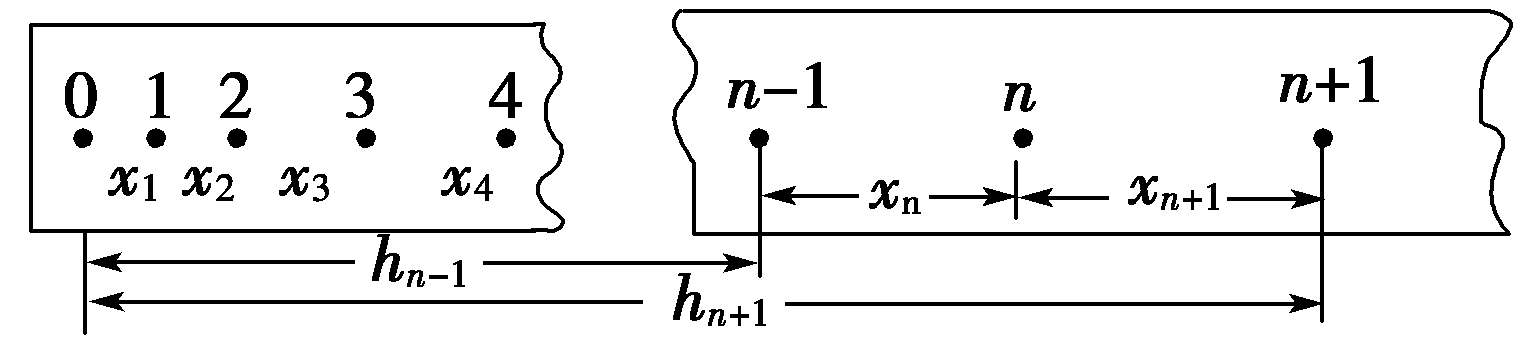 0 1 2 3 4 n−1 n n+1
x₁ x₂ x₃ x₄ xₙ xₙ₊₁
hₙ₋₁
hₙ₊₁